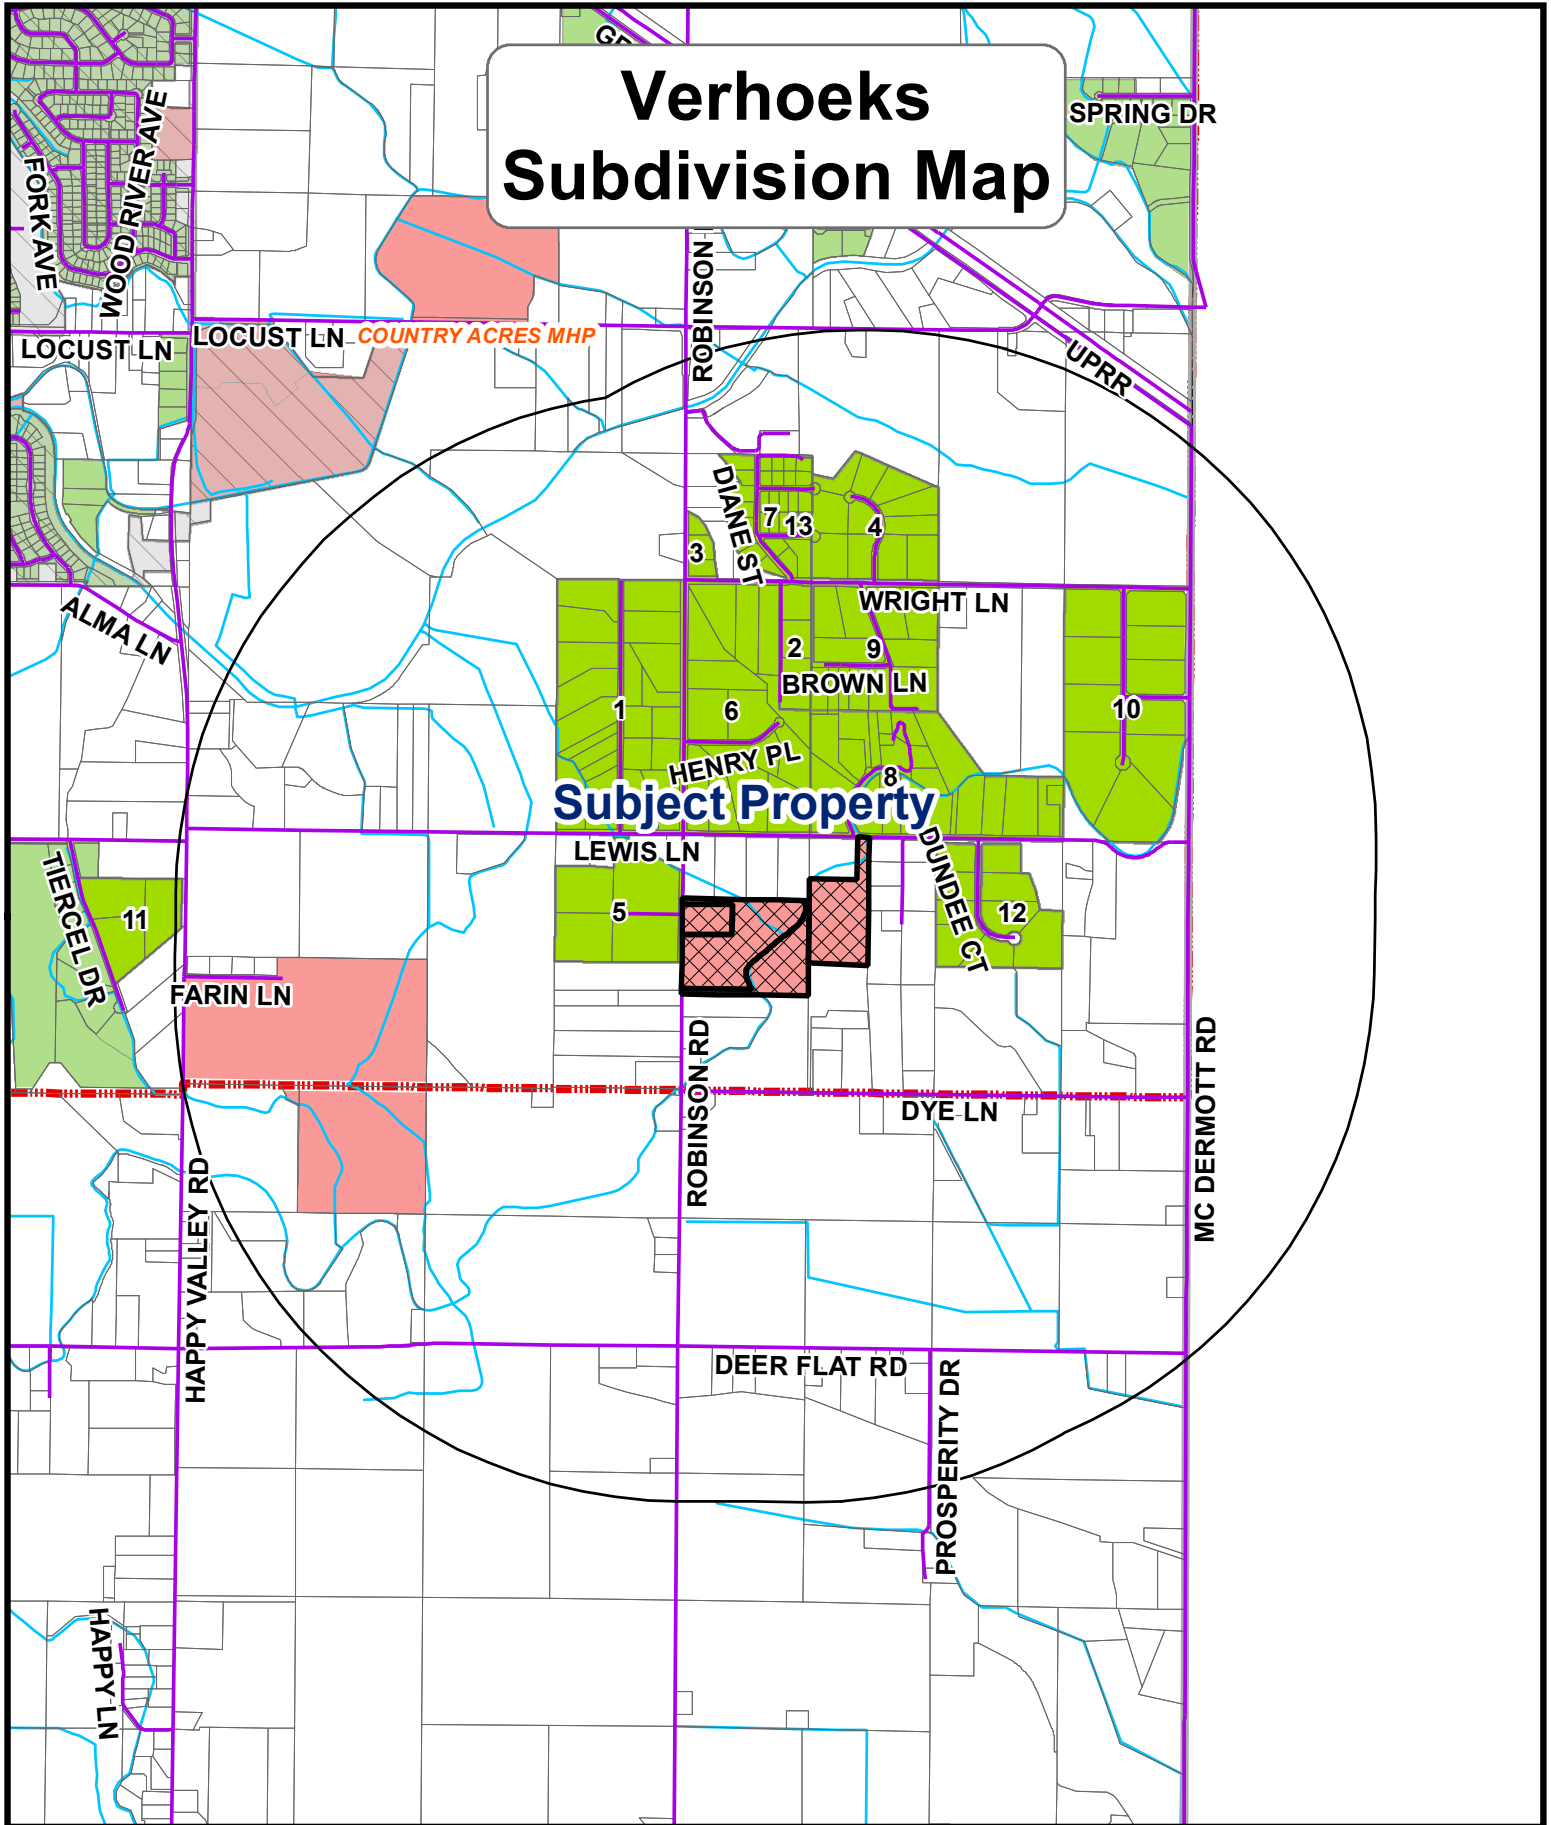 GR
Verhoeks
Subdivision Map
SPRING DR
FORK AVE
WOOD RIVER AVE
ROBINSON
LOCUST LN
LOCUST LN
COUNTRY ACRES MHP
UPRR
DIANE ST
7
13
4
3
WRIGHT LN
ALMA LN
2
9
BROWN LN
1
6
10
HENRY PL
8
Subject Property
LEWIS LN
DUNDEE CT
TIERCEL DR
11
5
12
FARIN LN
ROBINSON RD
MC DERMOTT RD
DYE LN
HAPPY VALLEY RD
DEER FLAT RD
PROSPERITY DR
HAPPY LN